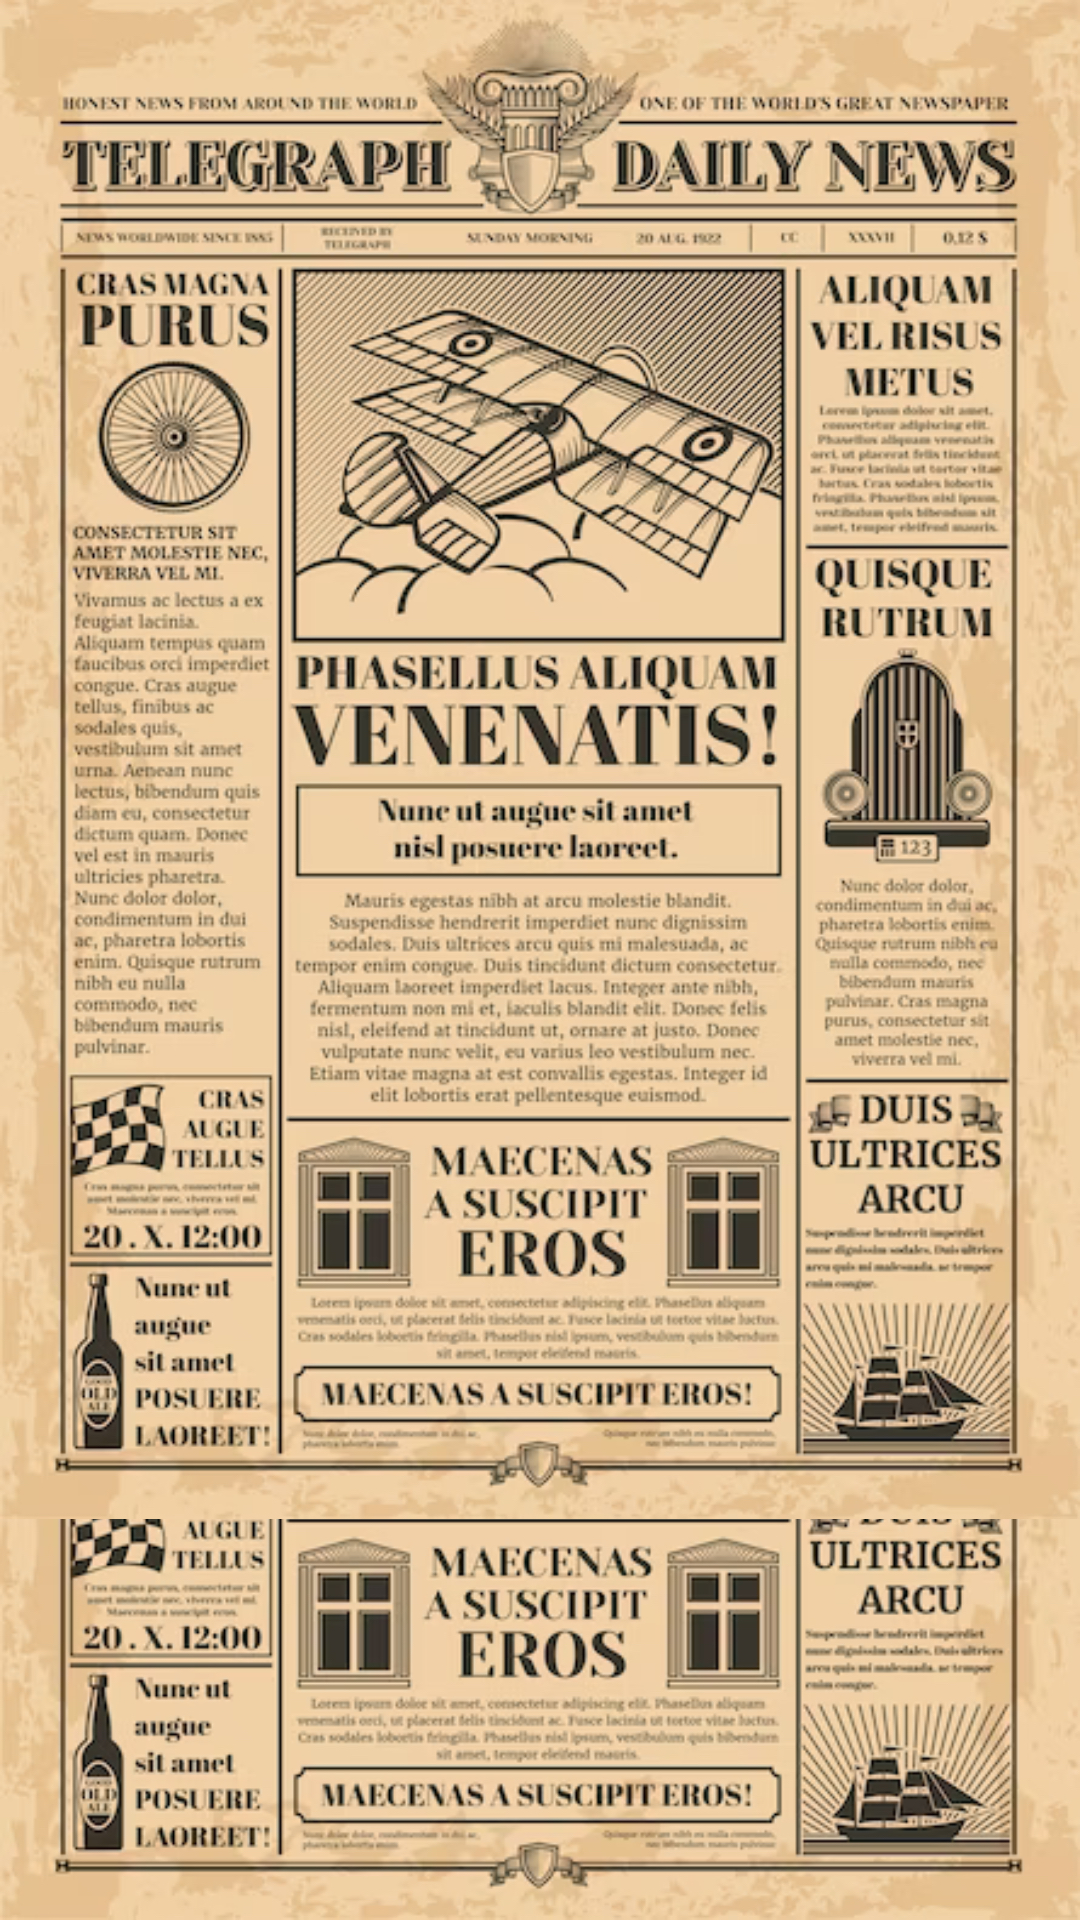 HONEST NEWS FROM AROUND THE WORLD
ONE OF THE WORLD'S GREAT NEWSPAPER
TELEGRAPH DAILY NEWS
NEWS WORLDWIDE SINCE 1885
RECEIVED BY
TELEGRAPH
SUNDAY MORNING
20 AUG. 1922
CC
XXXVII
0,12 $
CRAS MAGNA
PURUS
CONSECTETUR SIT
AMET MOLESTIE NEC,
VIVERRA VEL MI.
Vivamus ac lectus a ex
feugiat lacinia.
Aliquam tempus quam
faucibus orci imperdiet
congue. Cras augue
tellus, finibus ac
sodales quis,
vestibulum sit amet
urna. Aenean nunc
lectus, bibendum quis
diam eu, consectetur
dictum quam. Donec
vel est in mauris
ultricies pharetra.
Nunc dolor dolor,
condimentum in dui
ac, pharetra lobortis
enim. Quisque rutrum
nibh eu nulla
commodo, nec
bibendum mauris
pulvinar.
CRAS
AUGUE
TELLUS
Cras magna purus, consectetur sit
amet molestie nec, viverra vel mi.
Maecenas a suscipit eros.
20 . X. 12:00
Nunc ut
augue
sit amet
POSUERE
LAOREET!
GOOD
OLD
ALE
PHASELLUS ALIQUAM
VENENATIS!
Nunc ut augue sit amet
nisl posuere laoreet.
Mauris egestas nibh at arcu molestie blandit.
Suspendisse hendrerit imperdiet nunc dignissim
sodales. Duis ultrices arcu quis mi malesuada, ac
tempor enim congue. Duis tincidunt dictum consectetur.
Aliquam laoreet imperdiet lacus. Integer ante nibh,
fermentum non mi et, iaculis blandit elit. Donec felis
nisl, eleifend at tincidunt ut, ornare at justo. Donec
vulputate nunc velit, eu varius leo vestibulum nec.
Etiam vitae magna at est convallis egestas. Integer id
elit lobortis erat pellentesque euismod.
MAECENAS
A SUSCIPIT
EROS
Lorem ipsum dolor sit amet, consectetur adipiscing elit. Phasellus aliquam
venenatis orci, ut placerat felis tincidunt ac. Fusce lacinia ut tortor vitae luctus.
Cras sodales lobortis fringilla. Phasellus nisl ipsum, vestibulum quis bibendum
sit amet, tempor eleifend mauris.
MAECENAS A SUSCIPIT EROS!
Nunc dolor dolor, condimentum in dui ac,
pharetra lobortis enim.
Quisque rutrum nibh eu nulla commodo,
nec bibendum mauris pulvinar.
ALIQUAM
VEL RISUS
METUS
Lorem ipsum dolor sit amet,
consectetur adipiscing elit.
Phasellus aliquam venenatis
orci, ut placerat felis tincidunt
ac. Fusce lacinia ut tortor vitae
luctus. Cras sodales lobortis
fringilla. Phasellus nisl ipsum,
vestibulum quis bibendum sit
amet, tempor eleifend mauris.
QUISQUE
RUTRUM
123
Nunc dolor dolor,
condimentum in dui ac,
pharetra lobortis enim.
Quisque rutrum nibh eu
nulla commodo, nec
bibendum mauris
pulvinar. Cras magna
purus, consectetur sit
amet molestie nec,
viverra vel mi.
DUIS
ULTRICES
ARCU
Suspendisse hendrerit imperdiet
nunc dignissim sodales. Duis ultrices
arcu quis mi malesuada, ac tempor
enim congue.
AUGUE
TELLUS
Cras magna purus, consectetur sit
amet molestie nec, viverra vel mi.
Maecenas a suscipit eros.
20 . X. 12:00
Nunc ut
augue
sit amet
POSUERE
LAOREET!
GOOD
OLD
ALE
MAECENAS
A SUSCIPIT
EROS
Lorem ipsum dolor sit amet, consectetur adipiscing elit. Phasellus aliquam
venenatis orci, ut placerat felis tincidunt ac. Fusce lacinia ut tortor vitae luctus.
Cras sodales lobortis fringilla. Phasellus nisl ipsum, vestibulum quis bibendum
sit amet, tempor eleifend mauris.
MAECENAS A SUSCIPIT EROS!
Nunc dolor dolor, condimentum in dui ac,
pharetra lobortis enim.
Quisque rutrum nibh eu nulla commodo,
nec bibendum mauris pulvinar.
DUIS
ULTRICES
ARCU
Suspendisse hendrerit imperdiet
nunc dignissim sodales. Duis ultrices
arcu quis mi malesuada, ac tempor
enim congue.